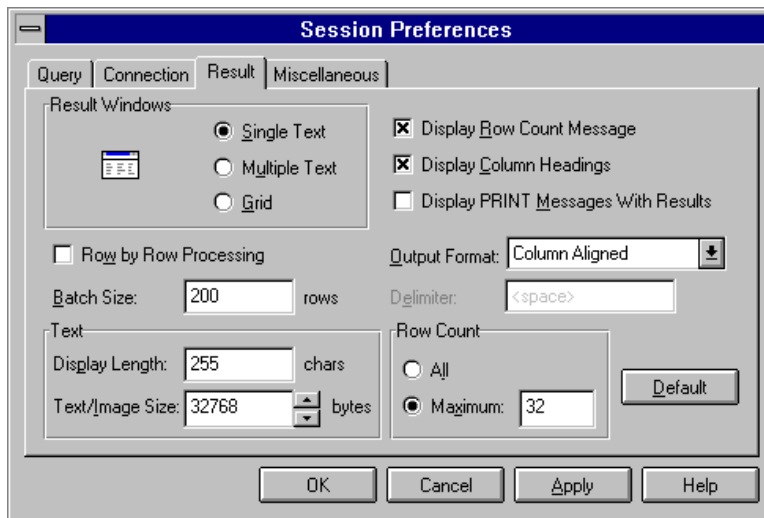 Session Preferences
Query Connection Result Miscellaneous
Result Windows
Single Text
Multiple Text
Grid
Display Row Count Message
Display Column Headings
Display PRINT Messages With Results
Row by Row Processing
Output Format: Column Aligned
Batch Size: 200 rows
Delimiter: <space>
Text
Display Length: 255 chars
Text/Image Size: 32768 bytes
Row Count
All
Maximum: 32
Default
OK Cancel Apply Help